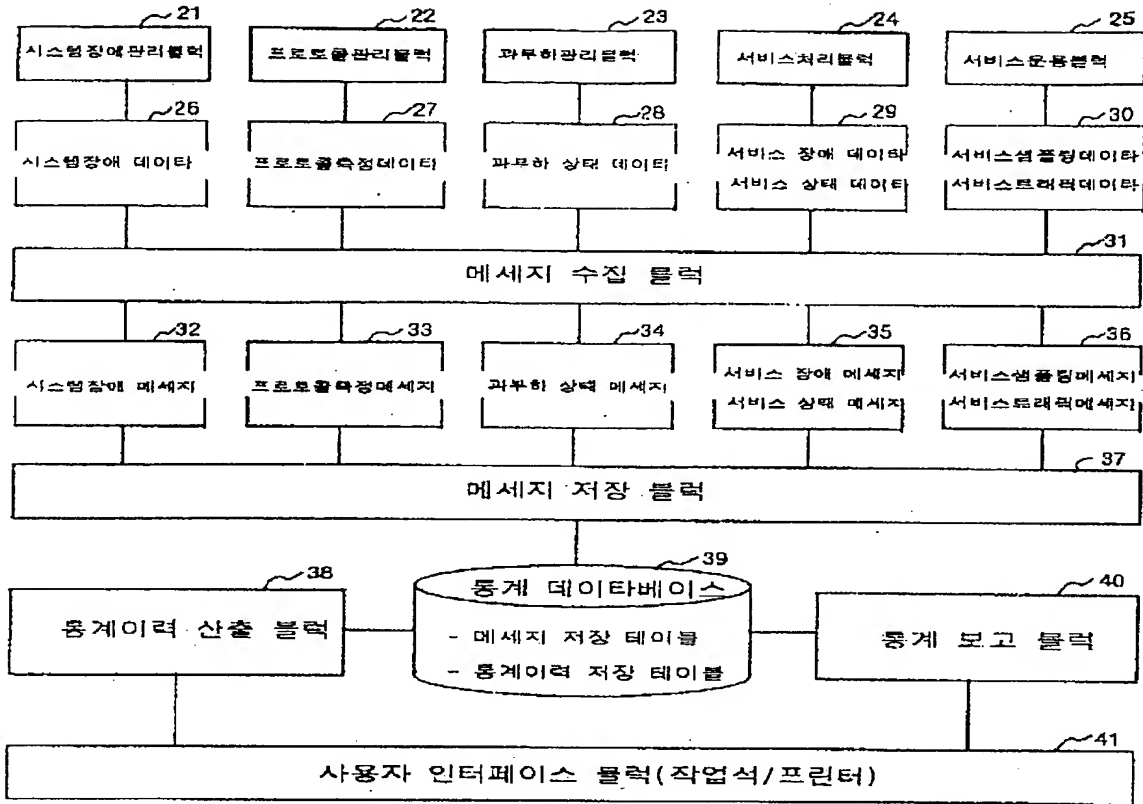 21 22 23 24 25
시스템장애관리블럭 프로토콜관리블럭 과부하관리블럭 서비스처리블럭 서비스운용블럭
26 27 28 29 30
시스템장애 데이타 프로토콜측정데이타 과부하 상태 데이타 서비스 장애 데이타 서비스샘플링데이타
서비스 상태 데이타 서비스트래픽데이타
31
메세지 수집 블럭
32 33 34 35 36
시스템장애 메세지 프로토콜측정메세지 과부하 상태 메세지 서비스 장애 메세지 서비스샘플링메세지
서비스 상태 메세지 서비스트래픽메세지
37
메세지 저장 블럭
38 39 40
통계 데이타베이스
통계이력 산출 블럭 - 메세지 저장 테이블 통계 보고 블럭
- 통계이력 저장 테이블
41
사용자 인터페이스 블럭(작업석/프린터)